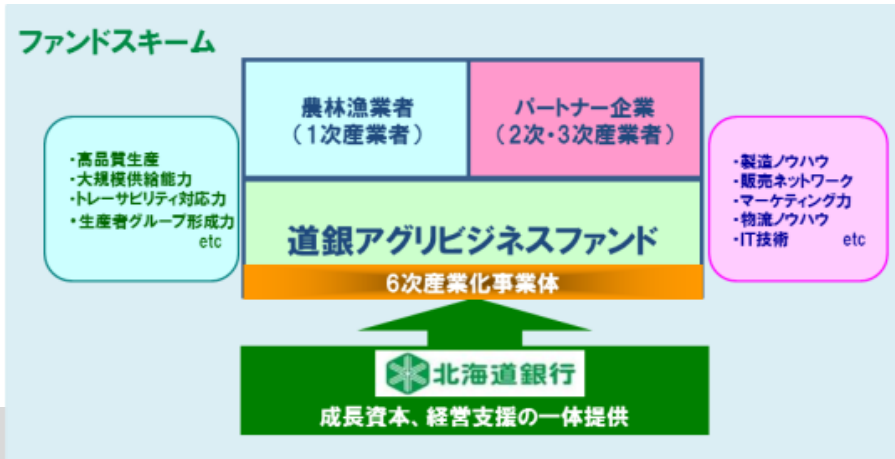 ファンドスキーム
農林漁業者
（1次産業者）
パートナー企業
（2次・3次産業者）
・高品質生産
・大規模供給能力
・トレーサビリティ対応力
・生産者グループ形成力
etc
・製造ノウハウ
・販売ネットワーク
・マーケティング力
・物流ノウハウ
・IT技術 etc
道銀アグリビジネスファンド
6次産業化事業体
北海道銀行
成長資本、経営支援の一体提供